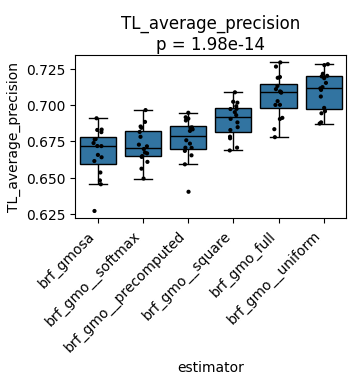 TL_average_precision
p = 1.98e-14
TL_average_precision
0.725
0.700
0.675
0.650
0.625
brf_gmosa
brf_gmo__softmax
brf_gmo__precomputed
brf_gmo__square
brf_gmo_full
brf_gmo__uniform
estimator